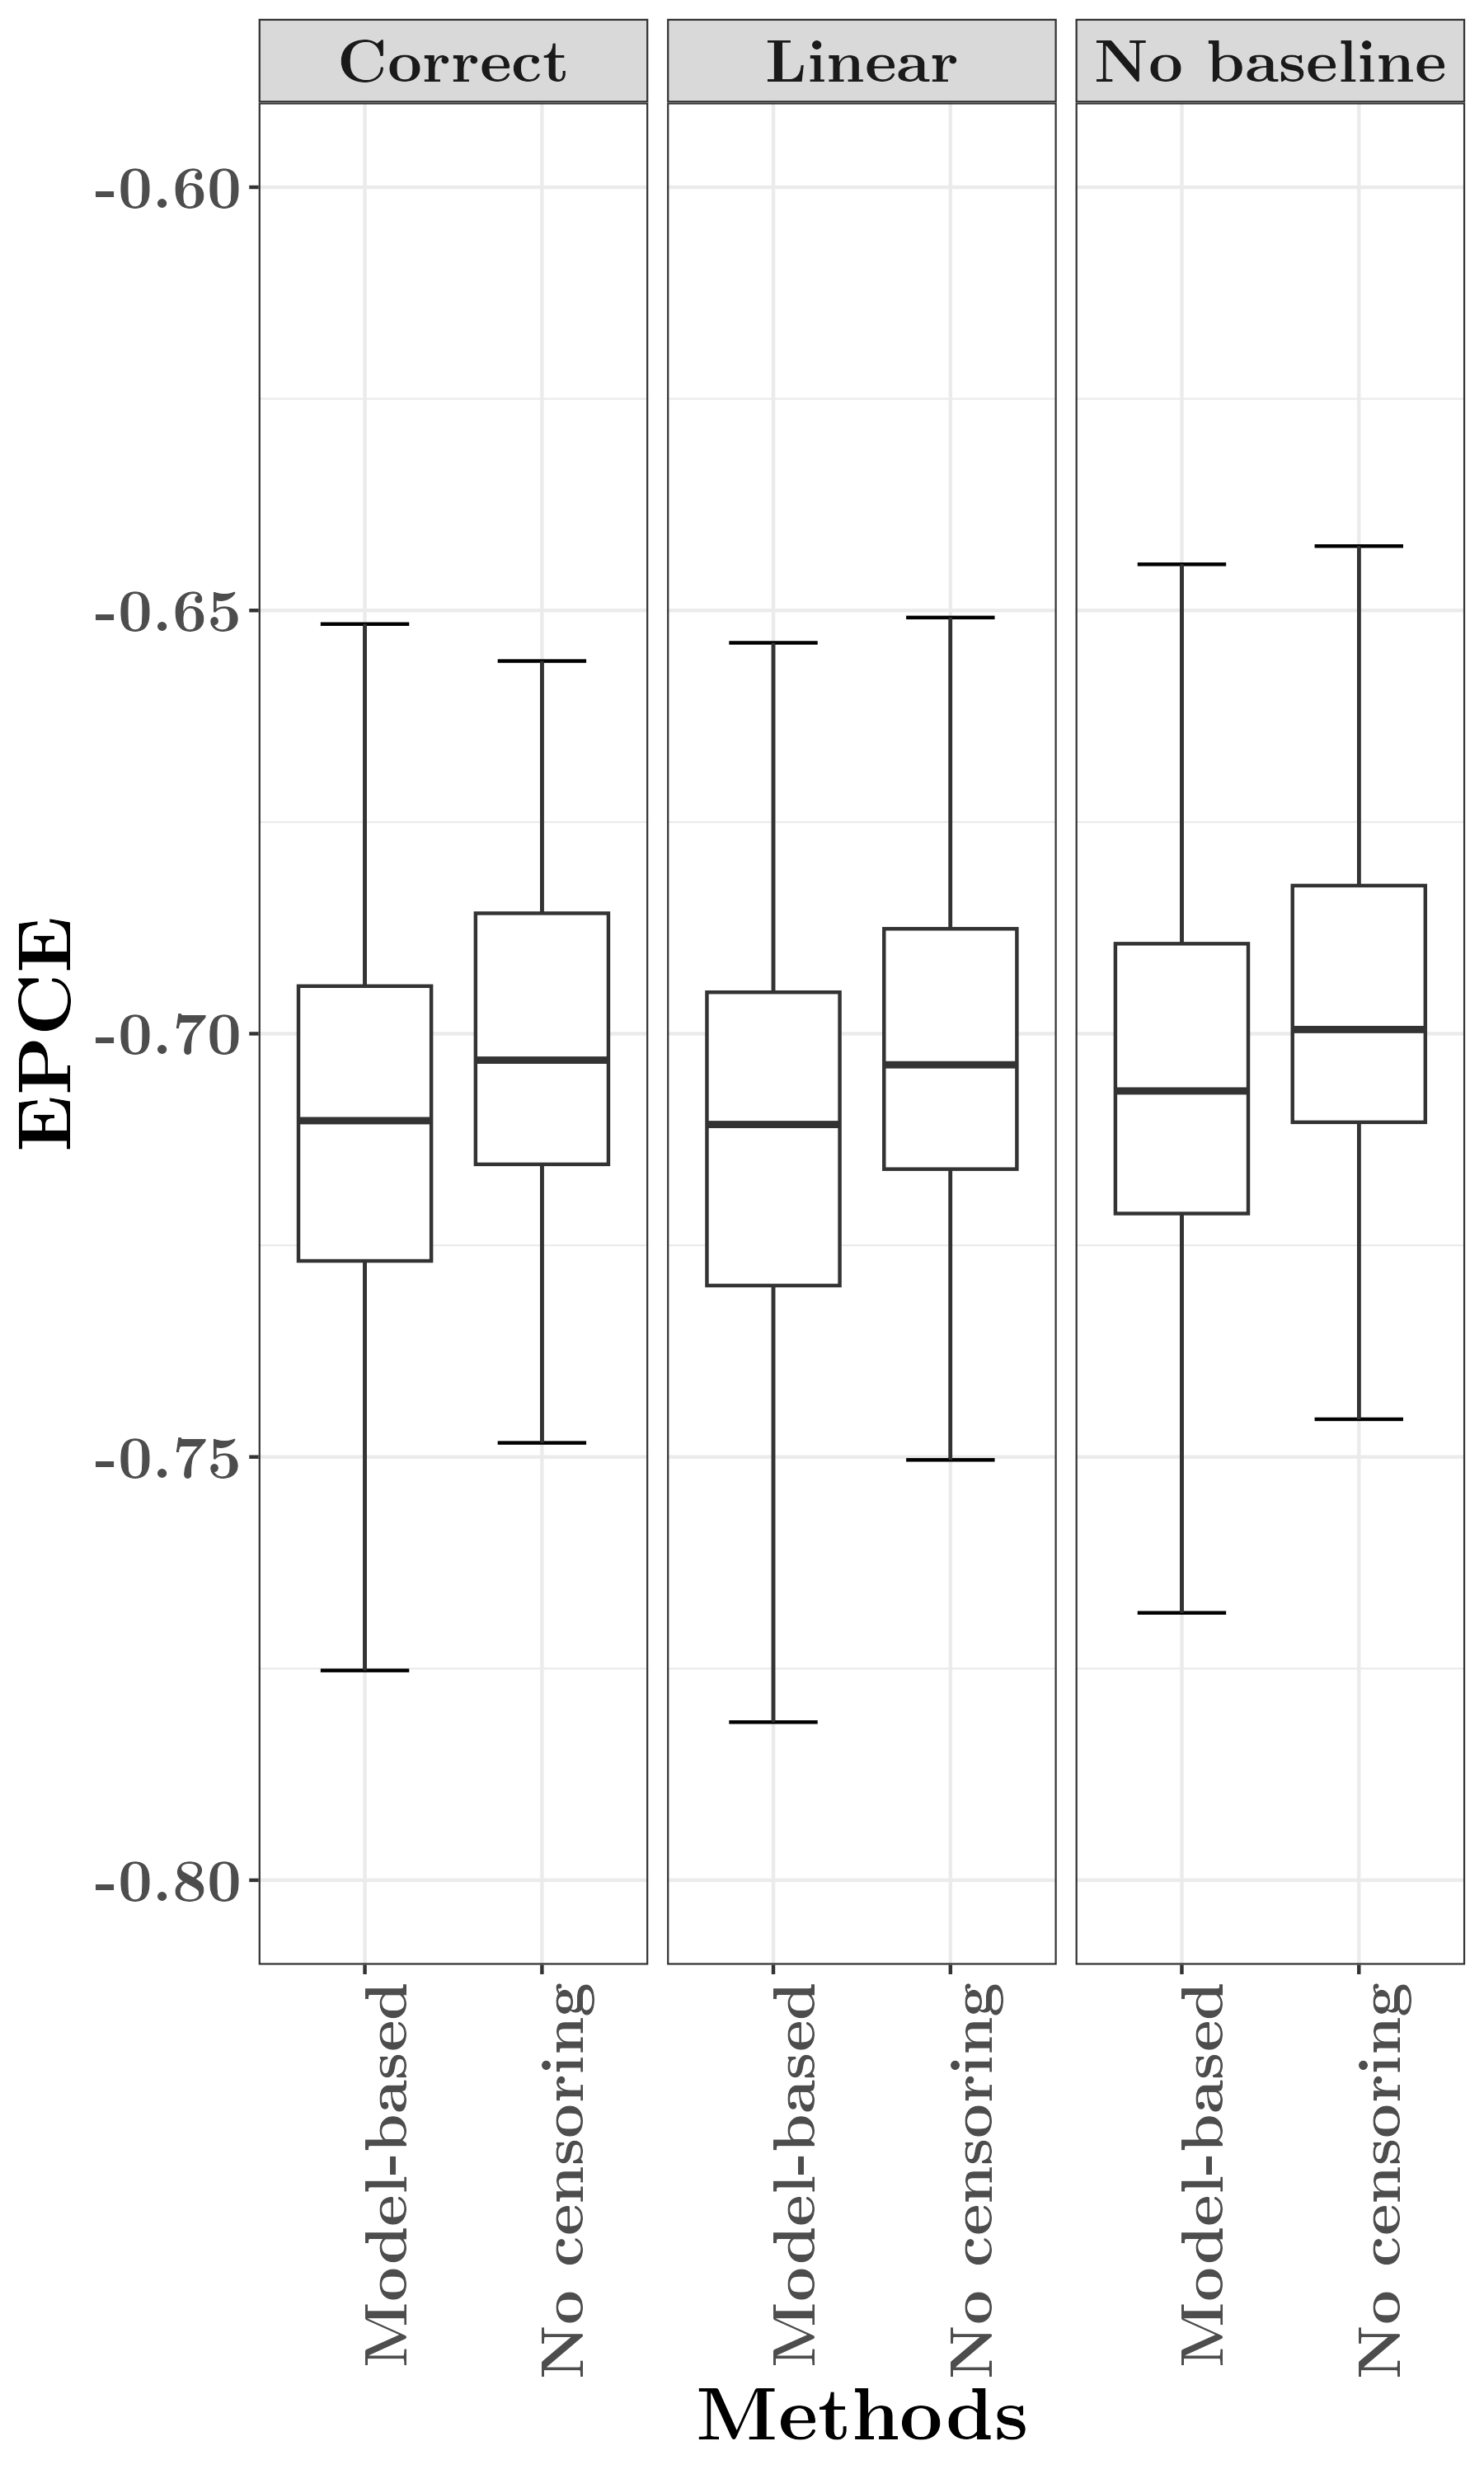 Correct
Linear
No baseline
-0.60
-0.65
-0.70
-0.75
-0.80
EPCE
Model-based
No censoring
Model-based
No censoring
Model-based
No censoring
Methods